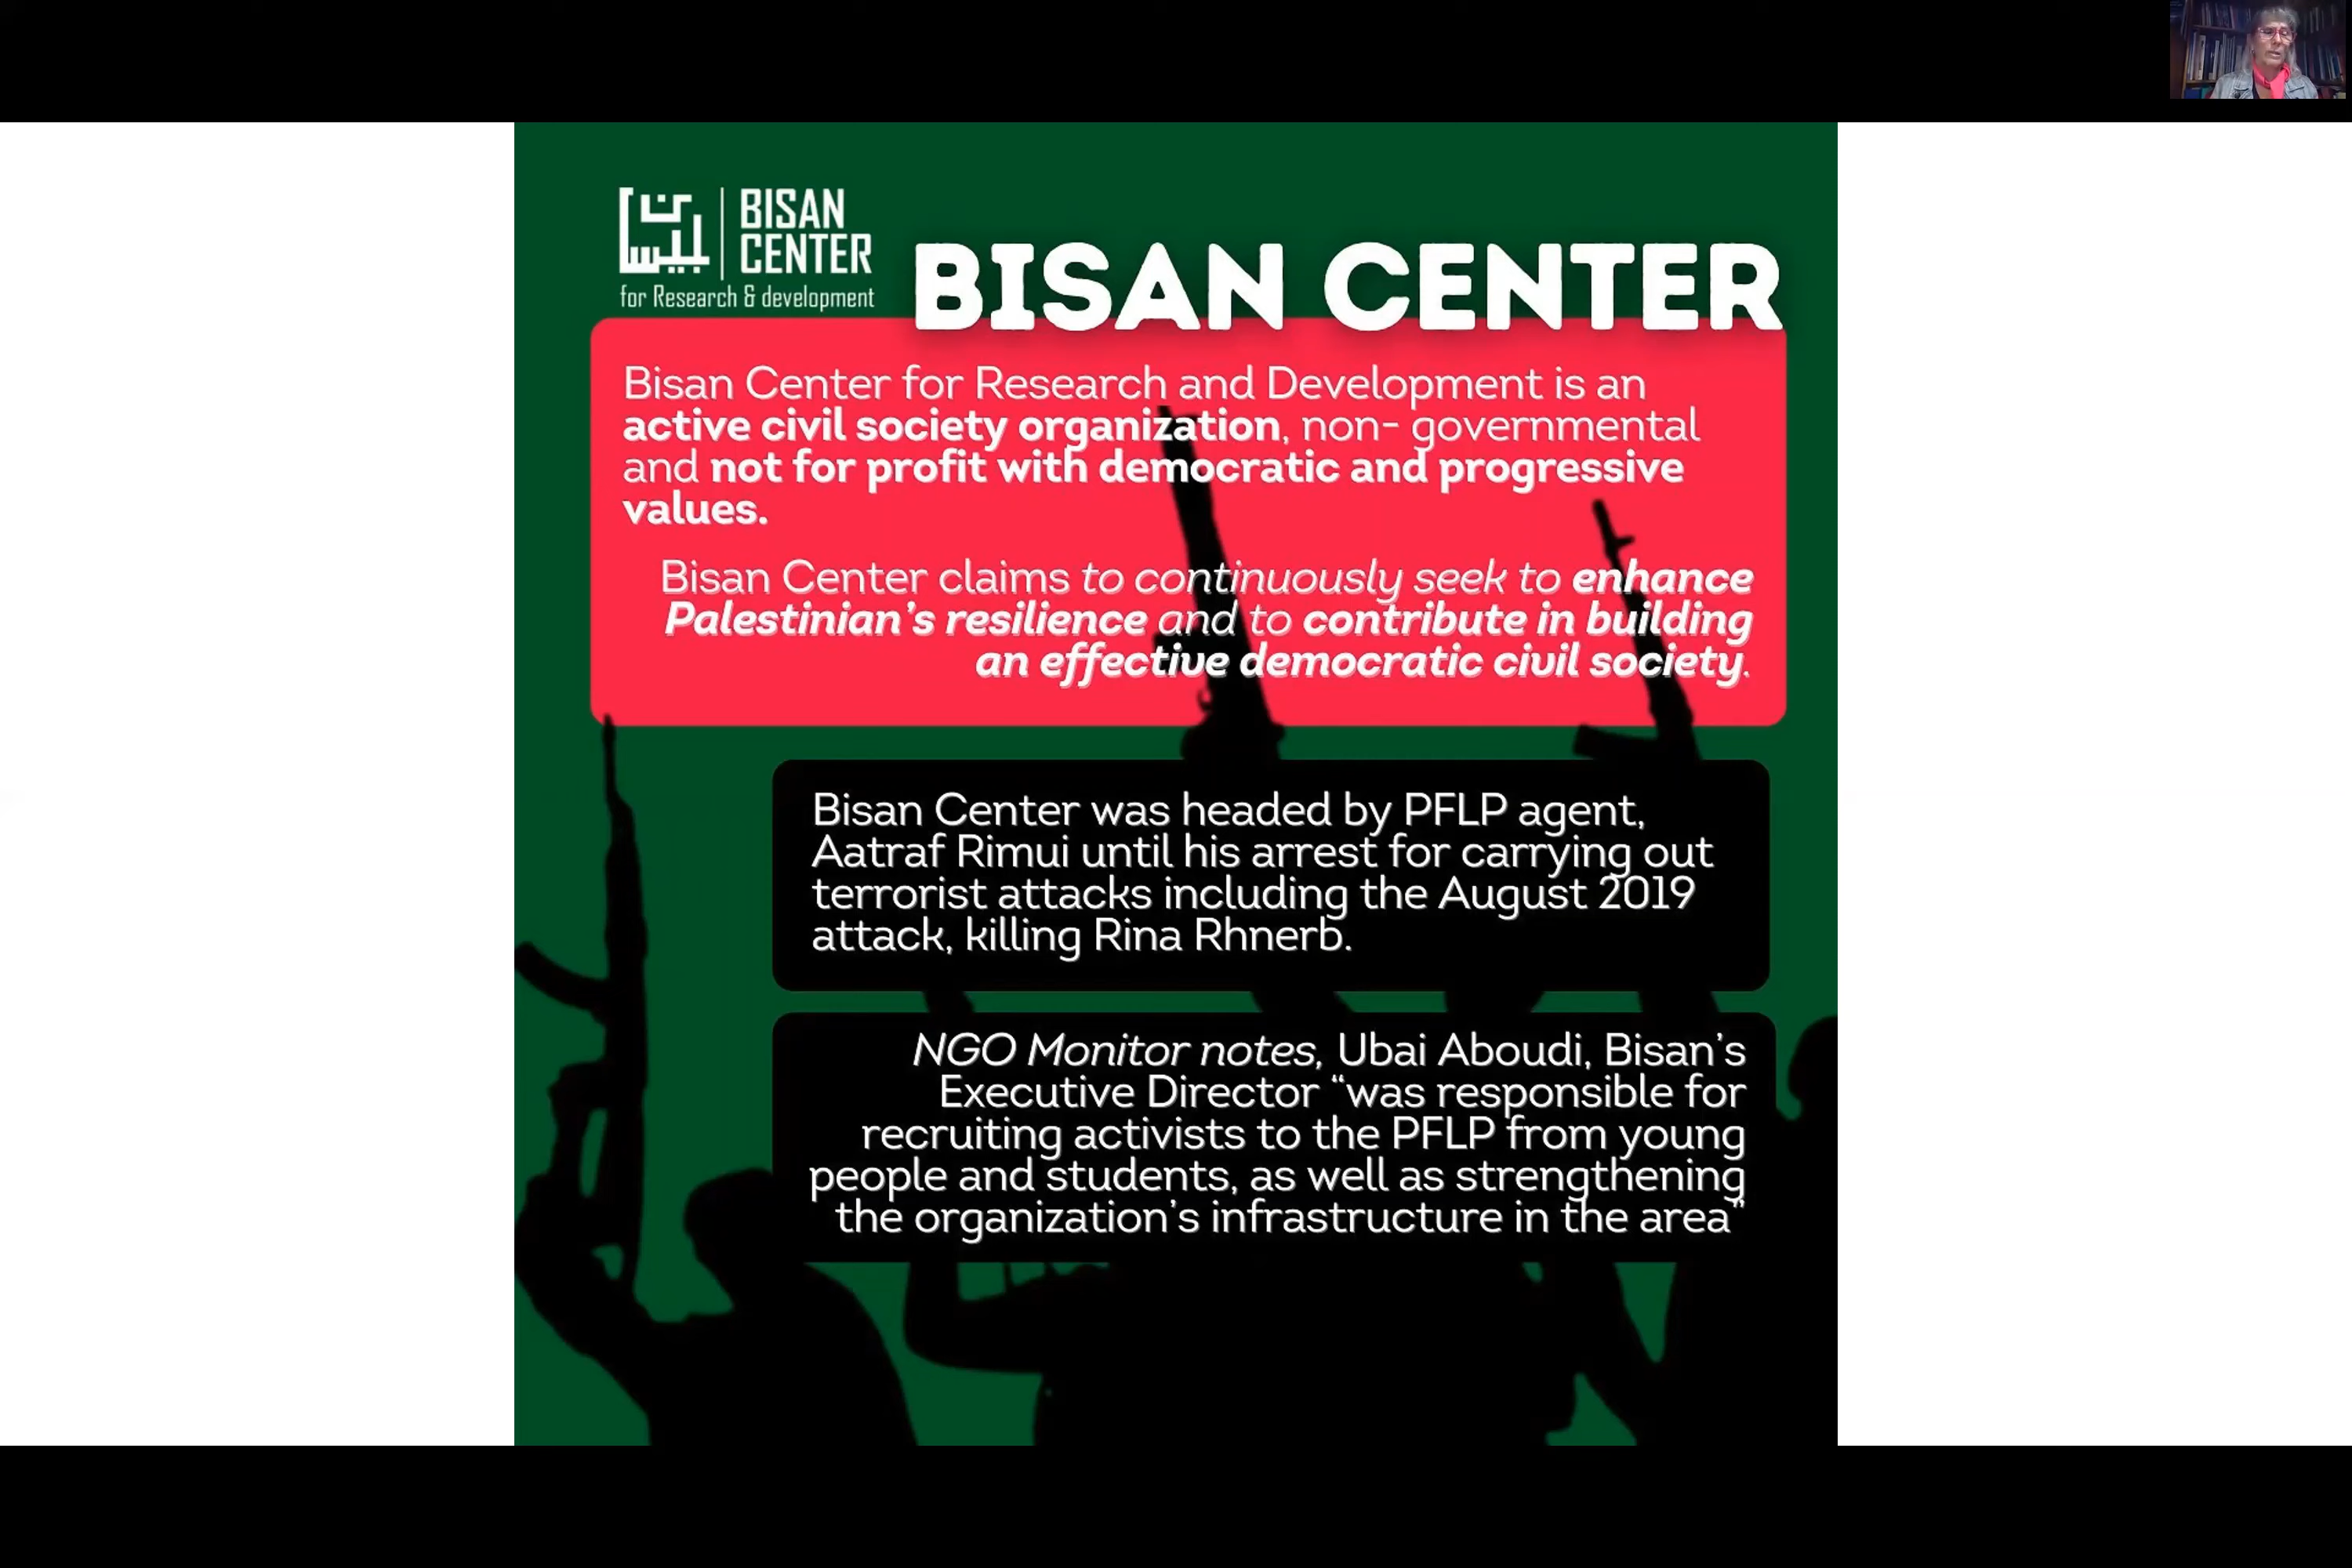 بيسان
BISAN
CENTER
for Research & development
BISAN CENTER
Bisan Center for Research and Development is an
active civil society organization, non- governmental
and not for profit with democratic and progressive
values.
Bisan Center claims to continuously seek to enhance
Palestinian's resilience and to contribute in building
an effective democratic civil society.
Bisan Center was headed by PFLP agent,
Aatraf Rimui until his arrest for carrying out
terrorist attacks including the August 2019
attack, killing Rina Rhnerb.
NGO Monitor notes, Ubai Aboudi, Bisan's
Executive Director “was responsible for
recruiting activists to the PFLP from young
people and students, as well as strengthening
the organization's infrastructure in the area”